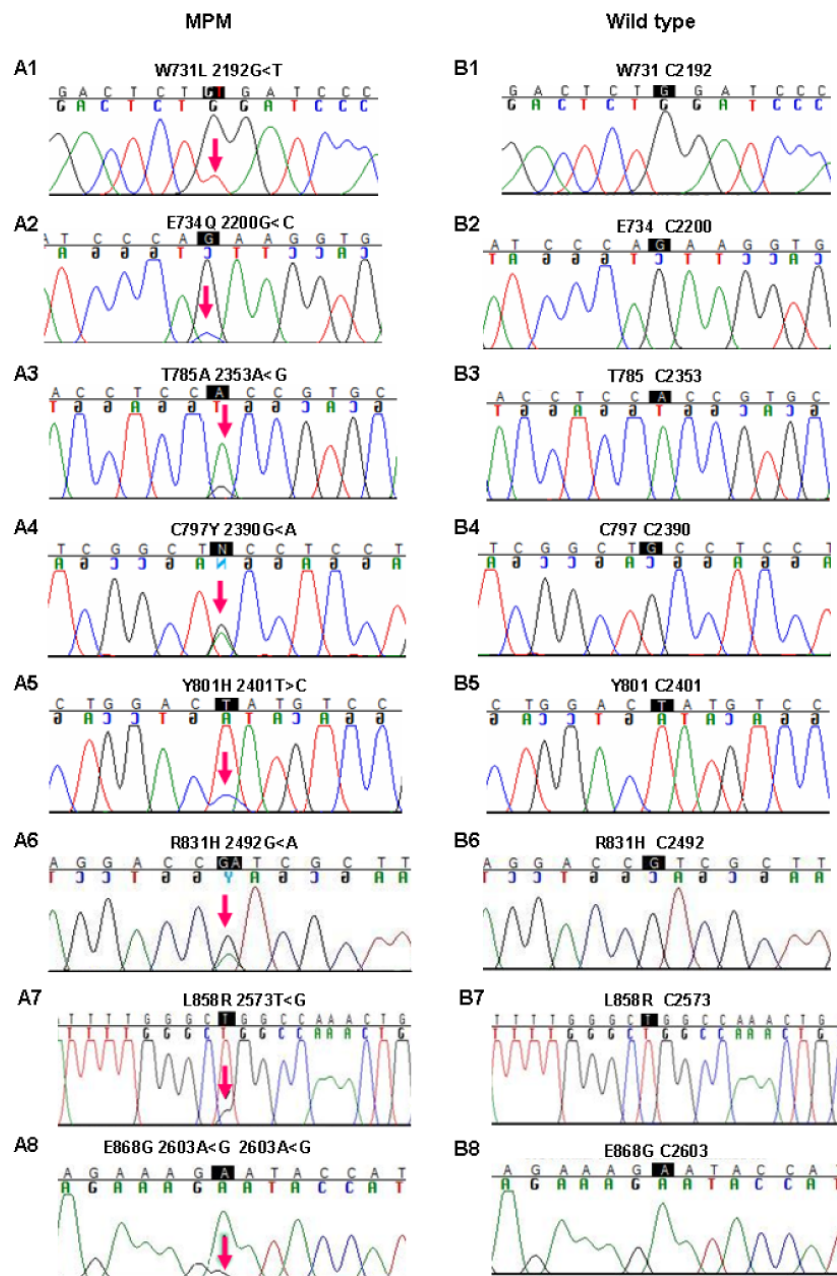 MPM Wild type
A1 W731L 2192G<T B1 W731 C2192
G A C T C T GT G A T C C C G A C T C T G G A T C C C
G A C T C T G G A T C C C G A C T C T G G A T C C C
A2 E734Q 2200G<C B2 E734 C2200
A T C C C A G A A G G T G A T C C C A G A A G G T G
A G G G T C T T C C A C T A G G G T C T T C C A C
A3 T785A 2353A<G B3 T785 C2353
A C C T C C A C C G T G C A C C T C C A C C G T G C
T G G A G G T G G C A C G T G G A G G T G G C A C G
A4 C797Y 2390G<A B4 C797 C2390
T C G G C T N C C T C C T T C G G C T G C C T C C T
A G C C G A N G G A G G A A G C C G A C G G A G G A
A5 Y801H 2401T>C B5 Y801 C2401
C T G G A C T A T G T C C C T G G A C T A T G T C C
G A C C T G A T A C A G G G A C C T G A T A C A G G
A6 R831H 2492G<A B6 R831H C2492
A G G A C C GA T C G C T T A G G A C C G T C G C T T
T C C T G G Y A G C G A A T C C T G G C A G C G A A
A7 L858R 2573T<G B7 L858R C2573
T T T T G G G C T G G C C A A A C T G T T T T G G G C T G G C C A A A C T G
T T T T G G G C T G G C C A A A C T G T T T T G G G C T G G C C A A A C T G
A8 E868G 2603A<G 2603A<G B8 E868G C2603
A G A A A G A A T A C C A T A G A A A G A A T A C C A T
A G A A A G A A T A C C A T A G A A A G A A T A C C A T